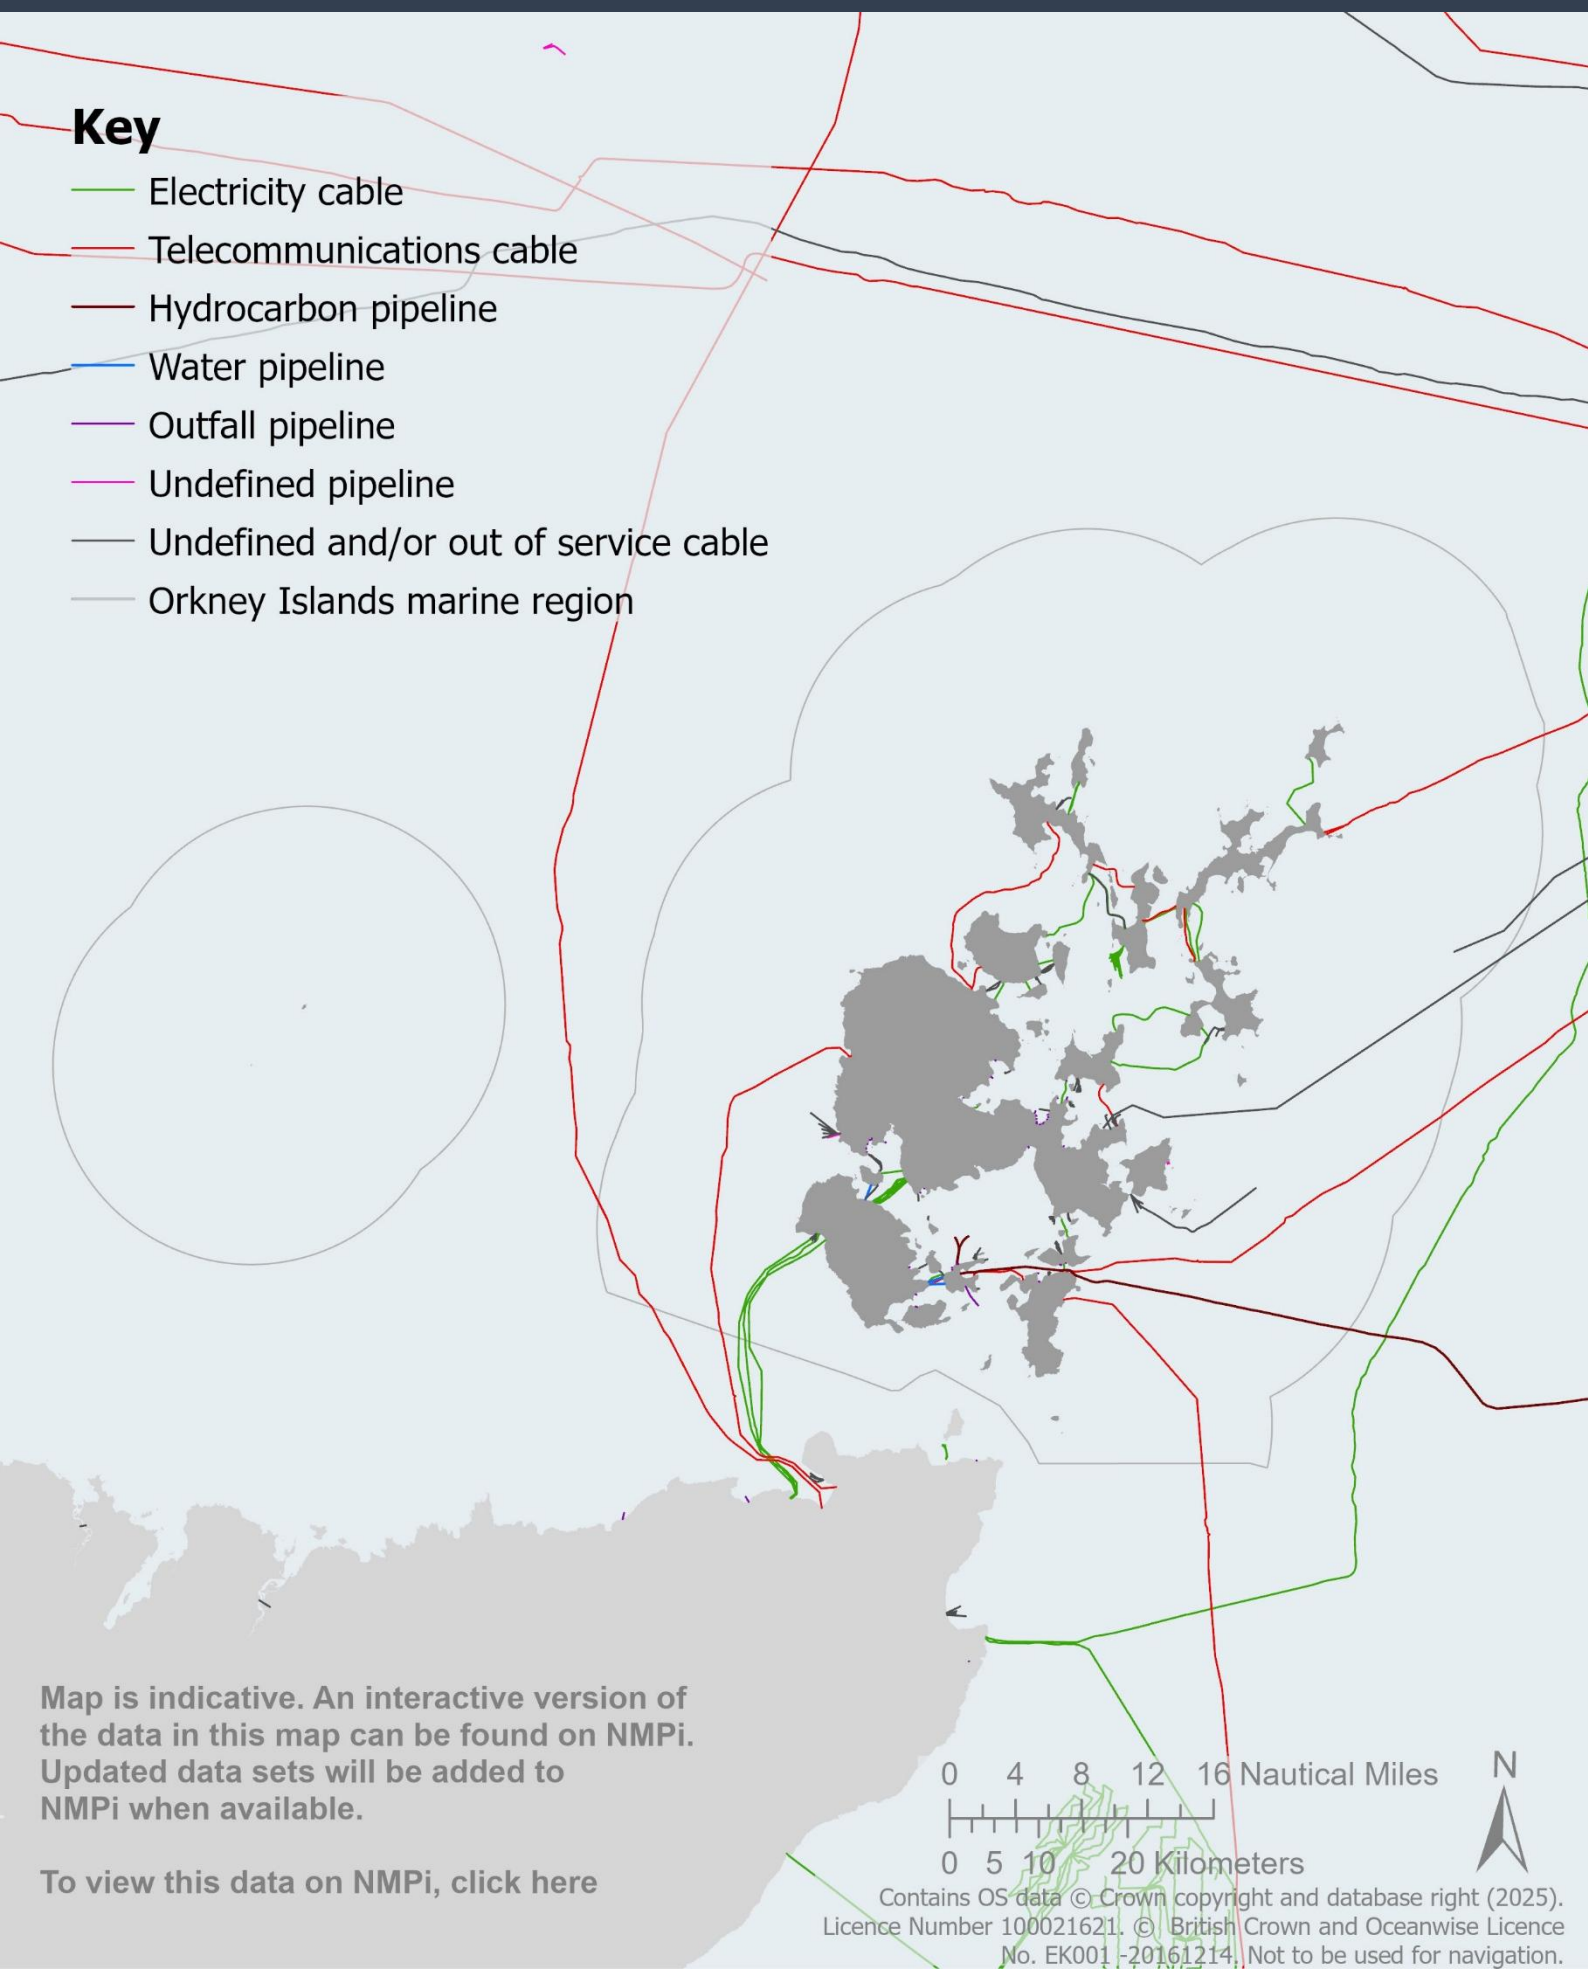 Key
Electricity cable
Telecommunications cable
Hydrocarbon pipeline
Water pipeline
Outfall pipeline
Undefined pipeline
Undefined and/or out of service cable
Orkney Islands marine region
Map is indicative. An interactive version of
the data in this map can be found on NMPi.
Updated data sets will be added to
NMPi when available.
To view this data on NMPi, click here
0 4 8 12 16 Nautical Miles
N
0 5 10 20 Kilometers
Contains OS data © Crown copyright and database right (2025).
Licence Number 100021621. © British Crown and Oceanwise Licence
No. EK001 -20161214. Not to be used for navigation.